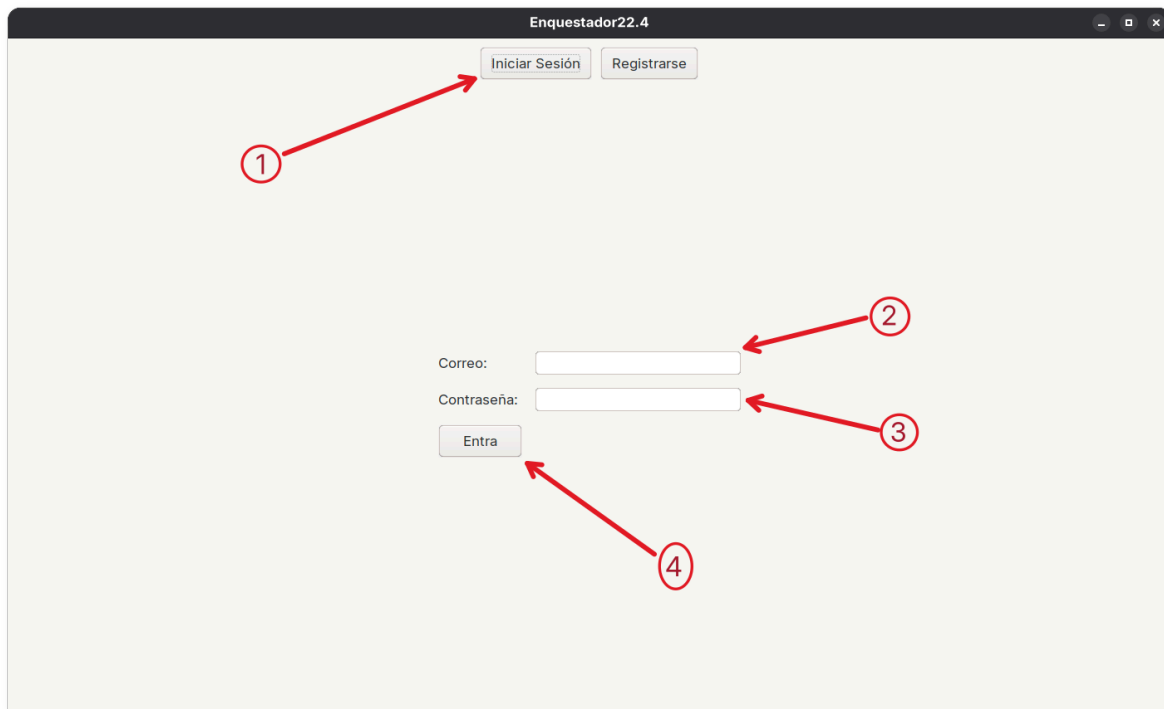 Enquestador22.4
Iniciar Sesión Registrarse
1
2
Correo:
Contraseña:
3
Entra
4